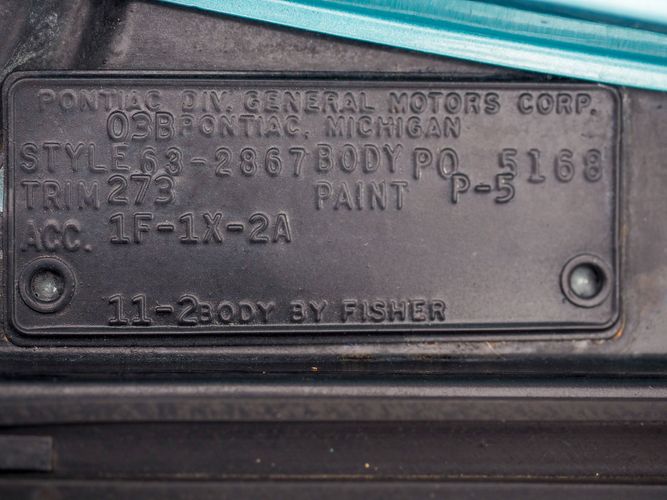 PONTIAC DIV. GENERAL MOTORS CORP.
03B PONTIAC, MICHIGAN
STYLE 63-2867 BODY PO 5168
TRIM 273 PAINT P-5
ACC. 1F-1X-2A
11-2 BODY BY FISHER